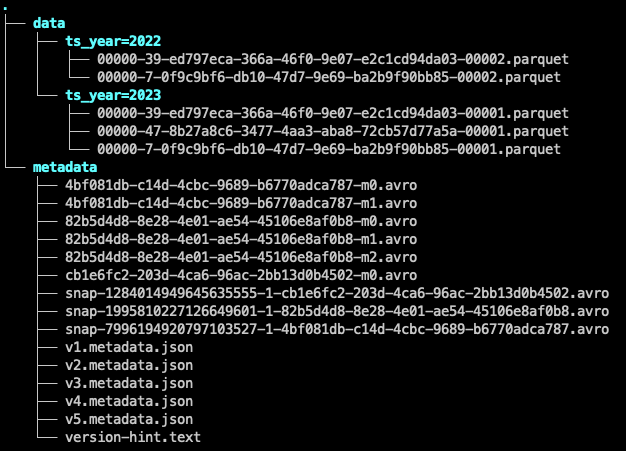 .
├── data
│   ├── ts_year=2022
│   │   ├── 00000-39-ed797eca-366a-46f0-9e07-e2c1cd94da03-00002.parquet
│   │   └── 00000-7-0f9c9bf6-db10-47d7-9e69-ba2b9f90bb85-00002.parquet
│   └── ts_year=2023
│       ├── 00000-39-ed797eca-366a-46f0-9e07-e2c1cd94da03-00001.parquet
│       ├── 00000-47-8b27a8c6-3477-4aa3-aba8-72cb57d77a5a-00001.parquet
│       └── 00000-7-0f9c9bf6-db10-47d7-9e69-ba2b9f90bb85-00001.parquet
└── metadata
    ├── 4bf081db-c14d-4cbc-9689-b6770adca787-m0.avro
    ├── 4bf081db-c14d-4cbc-9689-b6770adca787-m1.avro
    ├── 82b5d4d8-8e28-4e01-ae54-45106e8af0b8-m0.avro
    ├── 82b5d4d8-8e28-4e01-ae54-45106e8af0b8-m1.avro
    ├── 82b5d4d8-8e28-4e01-ae54-45106e8af0b8-m2.avro
    ├── cb1e6fc2-203d-4ca6-96ac-2bb13d0b4502-m0.avro
    ├── snap-1284014949645635555-1-cb1e6fc2-203d-4ca6-96ac-2bb13d0b4502.avro
    ├── snap-1995810227126649601-1-82b5d4d8-8e28-4e01-ae54-45106e8af0b8.avro
    ├── snap-7996194920797103527-1-4bf081db-c14d-4cbc-9689-b6770adca787.avro
    ├── v1.metadata.json
    ├── v2.metadata.json
    ├── v3.metadata.json
    ├── v4.metadata.json
    ├── v5.metadata.json
    └── version-hint.text